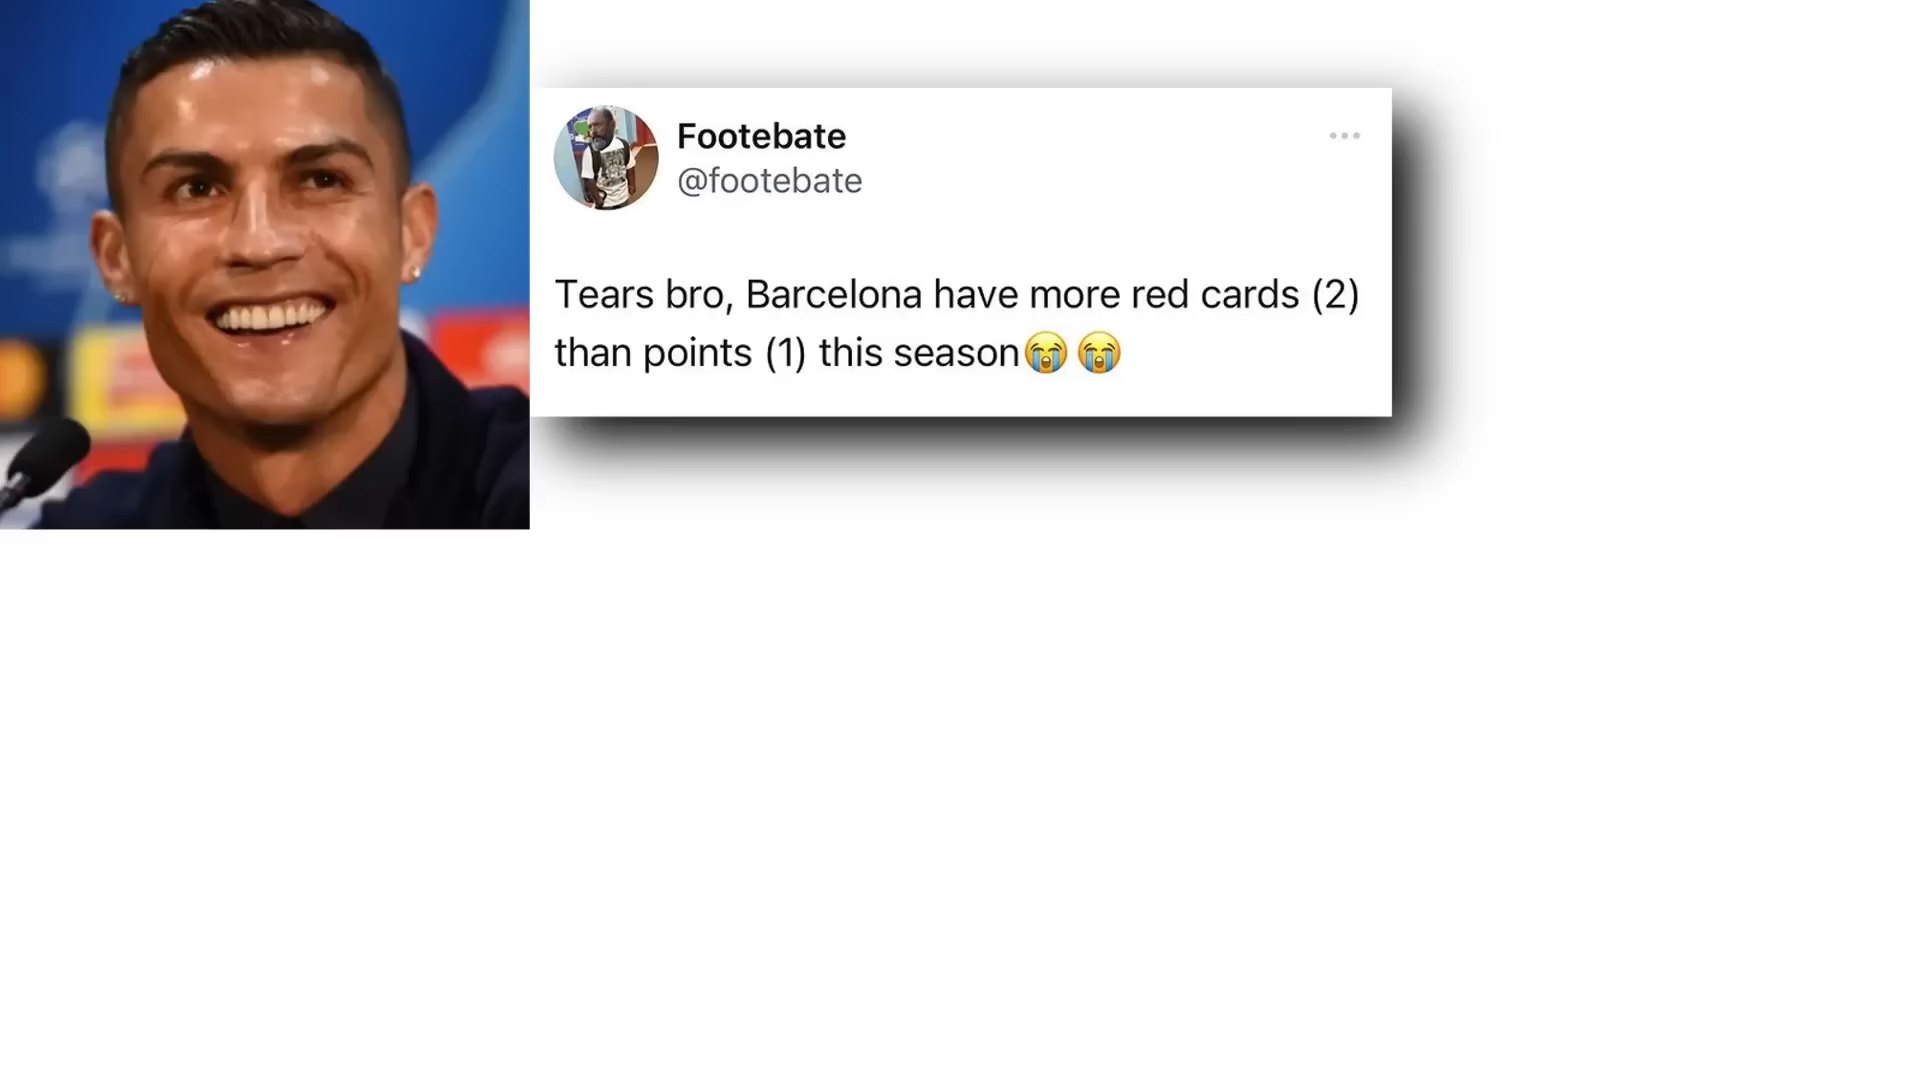 Footebate
@footebate
Tears bro, Barcelona have more red cards (2)
than points (1) this season😭😭